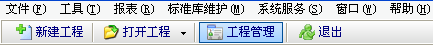 文件(F) 工具(T) 报表(R) 标准库维护(M) 系统服务(S) 窗口(W) 帮助(H)
新建工程 打开工程 工程管理 退出